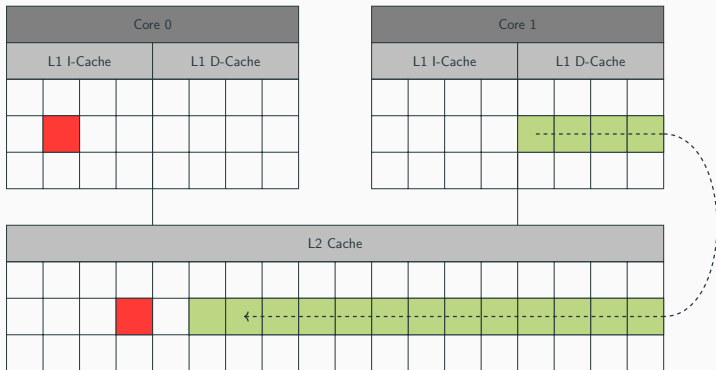 Core 0
Core 1
L1 I-Cache
L1 D-Cache
L1 I-Cache
L1 D-Cache
L2 Cache